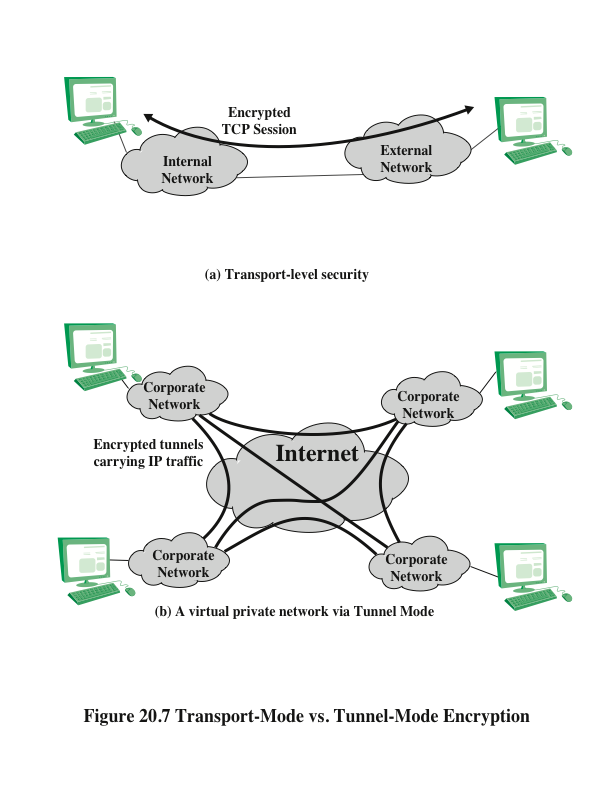 Encrypted
TCP Session
Internal
Network
External
Network
(a) Transport-level security
Corporate
Network
Corporate
Network
Encrypted tunnels
carrying IP traffic
Internet
Corporate
Network
Corporate
Network
(b) A virtual private network via Tunnel Mode
Figure 20.7 Transport-Mode vs. Tunnel-Mode Encryption